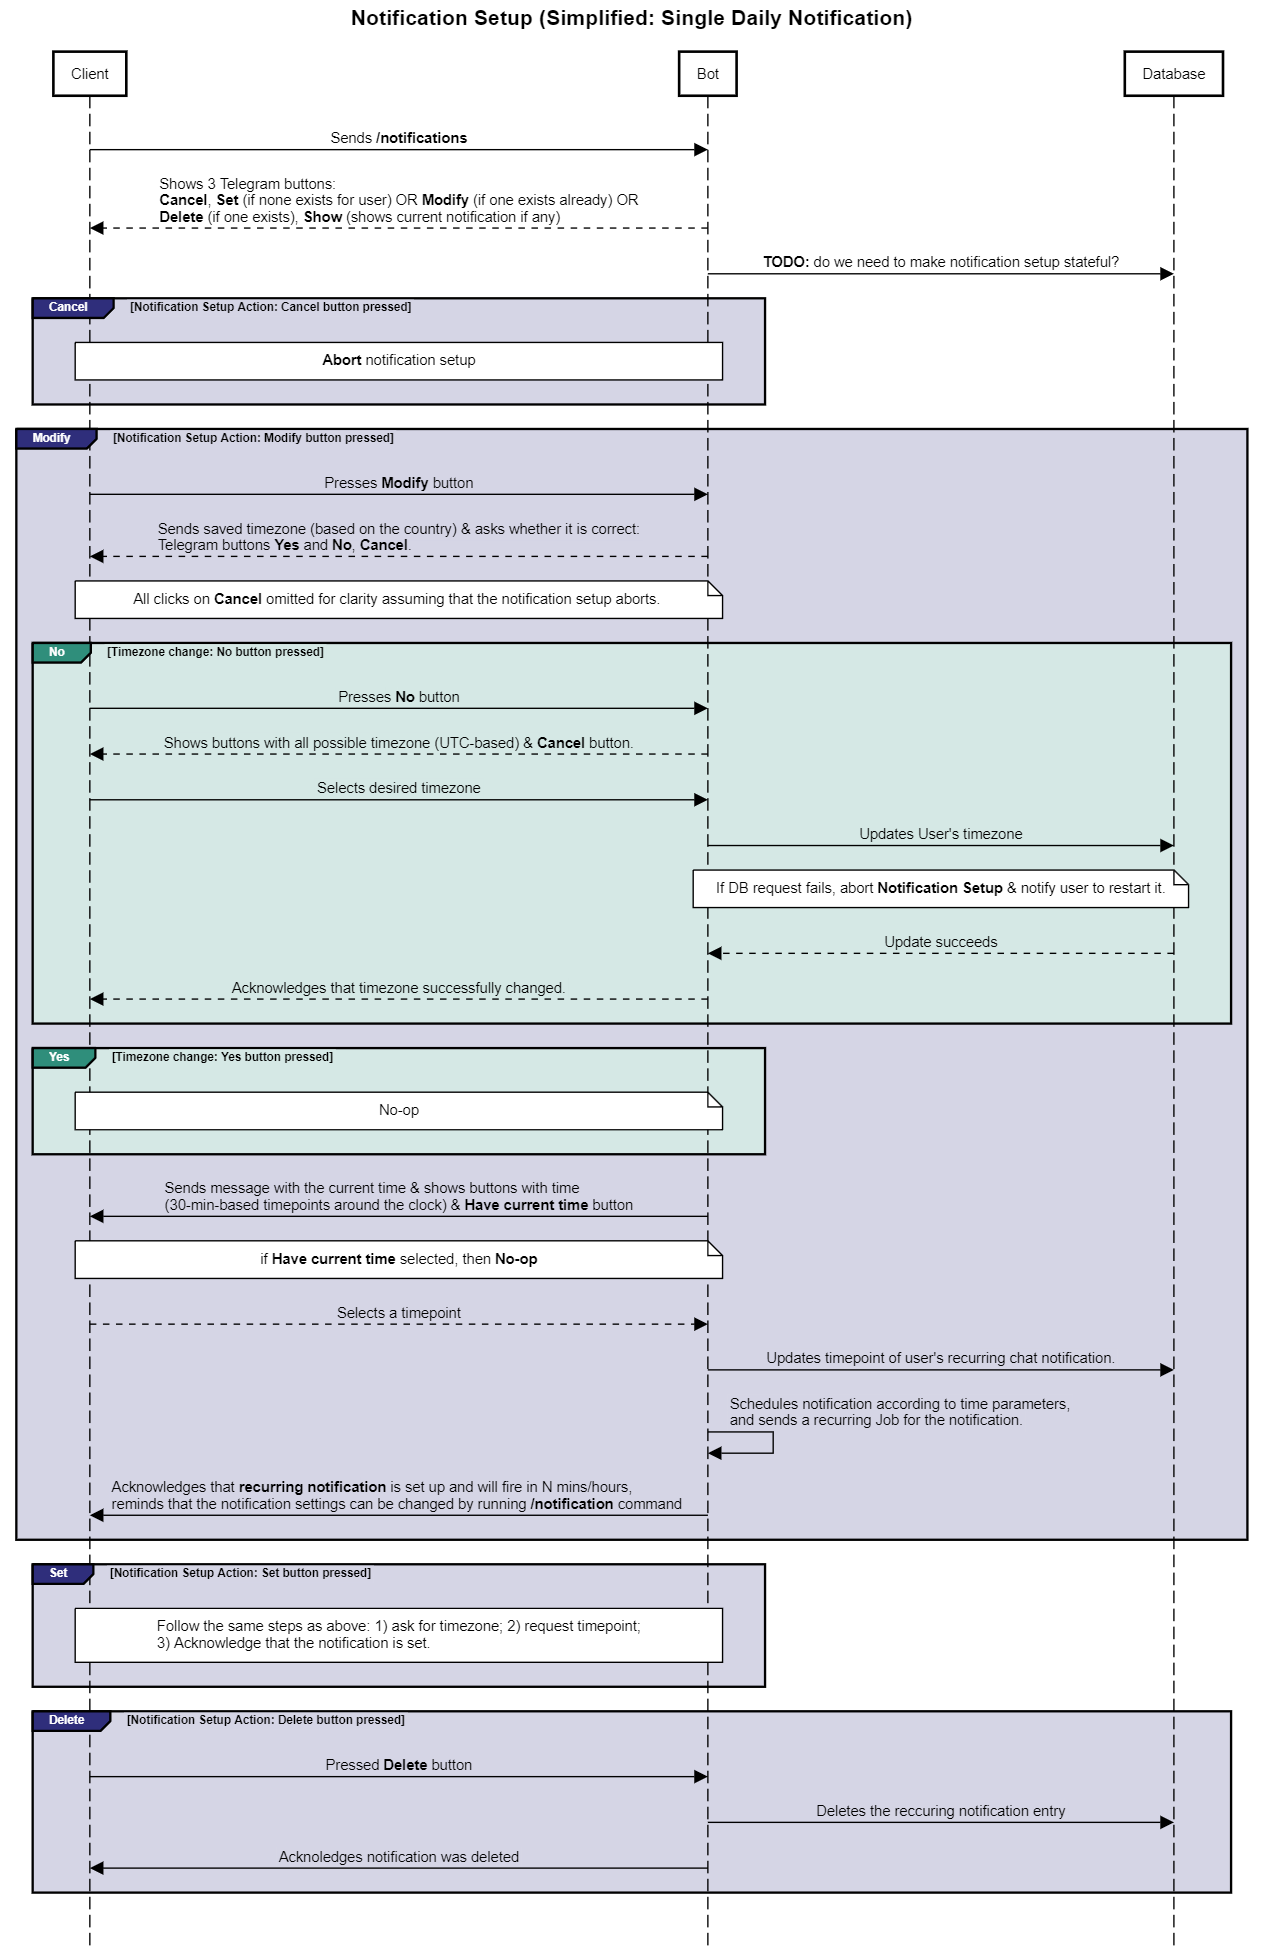 Notification Setup (Simplified: Single Daily Notification)
Client
Bot
Database
Sends /notifications
Shows 3 Telegram buttons:
Cancel, Set (if none exists for user) OR Modify (if one exists already) OR
Delete (if one exists), Show (shows current notification if any)
TODO: do we need to make notification setup stateful?
Cancel
[Notification Setup Action: Cancel button pressed]
Abort notification setup
Modify
[Notification Setup Action: Modify button pressed]
Presses Modify button
Sends saved timezone (based on the country) & asks whether it is correct:
Telegram buttons Yes and No, Cancel.
All clicks on Cancel omitted for clarity assuming that the notification setup aborts.
No
[Timezone change: No button pressed]
Presses No button
Shows buttons with all possible timezone (UTC-based) & Cancel button.
Selects desired timezone
Updates User's timezone
If DB request fails, abort Notification Setup & notify user to restart it.
Update succeeds
Acknowledges that timezone successfully changed.
Yes
[Timezone change: Yes button pressed]
No-op
Sends message with the current time & shows buttons with time
(30-min-based timepoints around the clock) & Have current time button
if Have current time selected, then No-op
Selects a timepoint
Updates timepoint of user's recurring chat notification.
Schedules notification according to time parameters,
and sends a recurring Job for the notification.
Acknowledges that recurring notification is set up and will fire in N mins/hours,
reminds that the notification settings can be changed by running /notification command
Set
[Notification Setup Action: Set button pressed]
Follow the same steps as above: 1) ask for timezone; 2) request timepoint;
3) Acknowledge that the notification is set.
Delete
[Notification Setup Action: Delete button pressed]
Pressed Delete button
Deletes the reccuring notification entry
Acknoledges notification was deleted